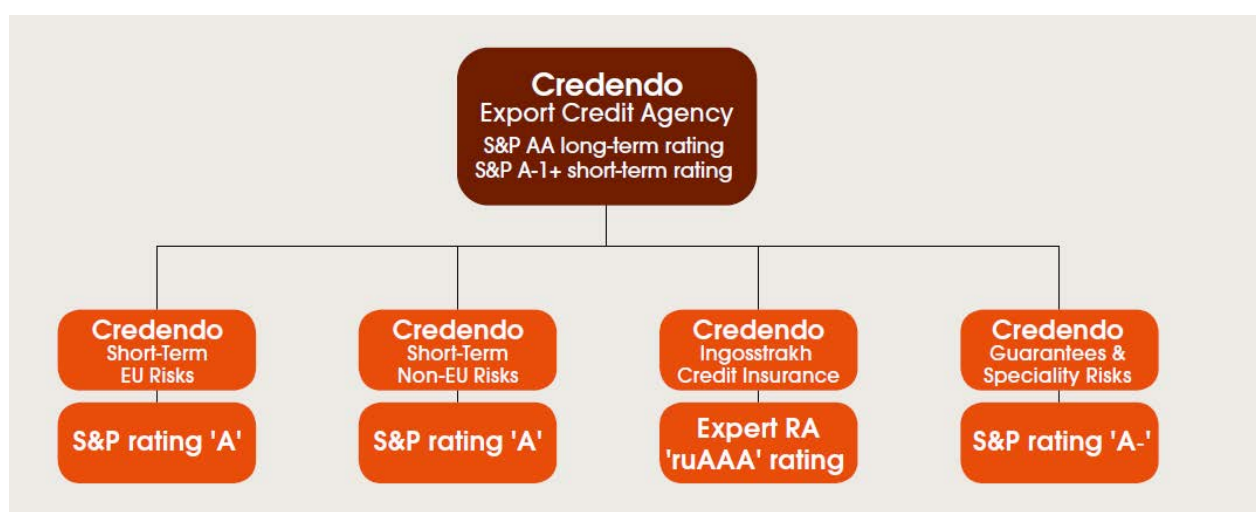 Credendo
Export Credit Agency
S&P AA long-term rating
S&P A-1+ short-term rating
Credendo
Short-Term
EU Risks
S&P rating 'A'
Credendo
Short-Term
Non-EU Risks
S&P rating 'A'
Credendo
Ingosstrakh
Credit Insurance
Expert RA
'ruAAA' rating
Credendo
Guarantees &
Speciality Risks
S&P rating 'A-'